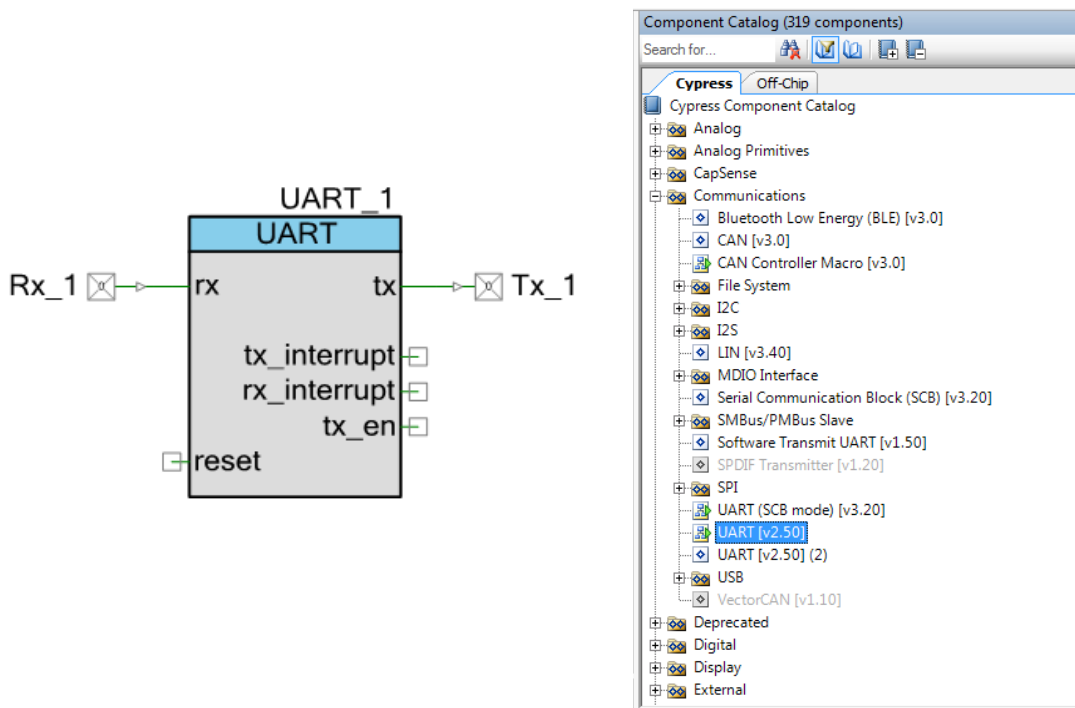 UART_1
UART
Rx_1
rx
tx
Tx_1
tx_interrupt
rx_interrupt
tx_en
reset
Component Catalog (319 components)
Search for...
Cypress
Off-Chip
Cypress Component Catalog
Analog
Analog Primitives
CapSense
Communications
Bluetooth Low Energy (BLE) [v3.0]
CAN [v3.0]
CAN Controller Macro [v3.0]
File System
I2C
I2S
LIN [v3.40]
MDIO Interface
Serial Communication Block (SCB) [v3.20]
SMBus/PMBus Slave
Software Transmit UART [v1.50]
SPDIF Transmitter [v1.20]
SPI
UART (SCB mode) [v3.20]
UART [v2.50]
UART [v2.50] (2)
USB
VectorCAN [v1.10]
Deprecated
Digital
Display
External